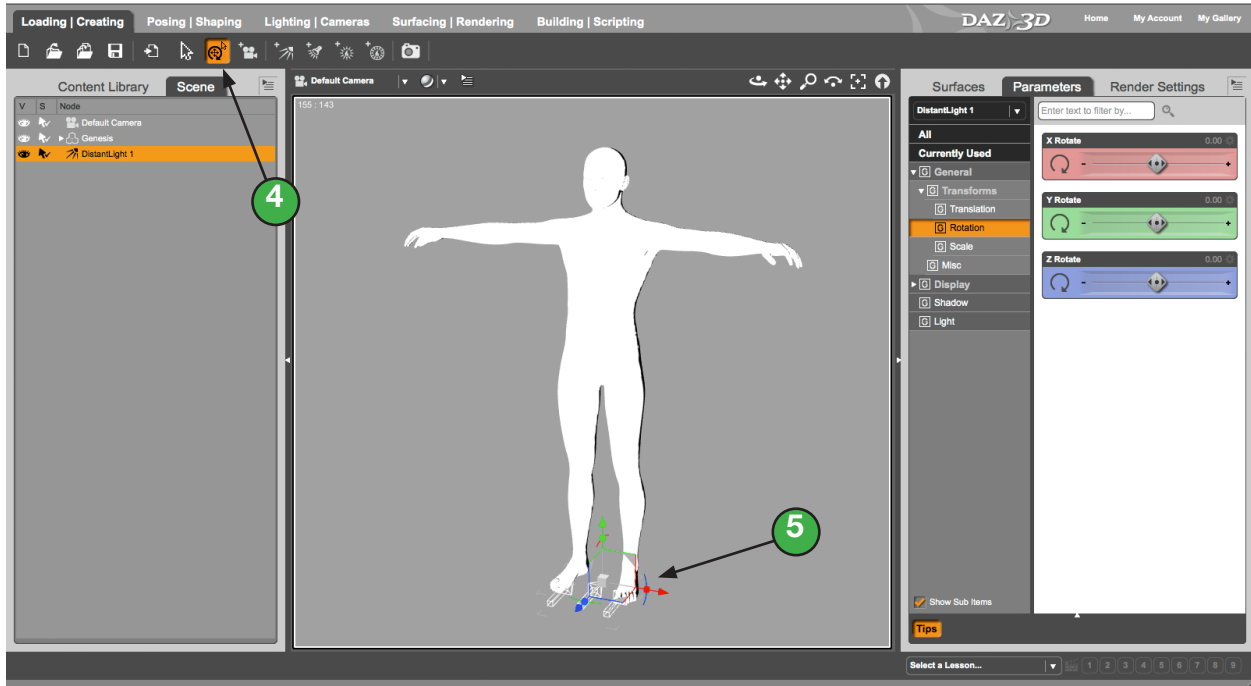 Loading | Creating Posing | Shaping Lighting | Cameras Surfacing | Rendering Building | Scripting DAZ 3D Home My Account My Gallery
Content Library Scene
V S Node
Default Camera
Genesis
DistantLight 1
4
Default Camera
155 : 143
5
Surfaces Parameters Render Settings
DistantLight 1
All
Currently Used
G General
G Transforms
G Translation
G Rotation
G Scale
G Misc
G Display
G Shadow
G Light
Show Sub Items
Tips
Enter text to filter by...
X Rotate 0.00
- +
Y Rotate 0.00
- +
Z Rotate 0.00
- +
Select a Lesson... 1 2 3 4 5 6 7 8 9